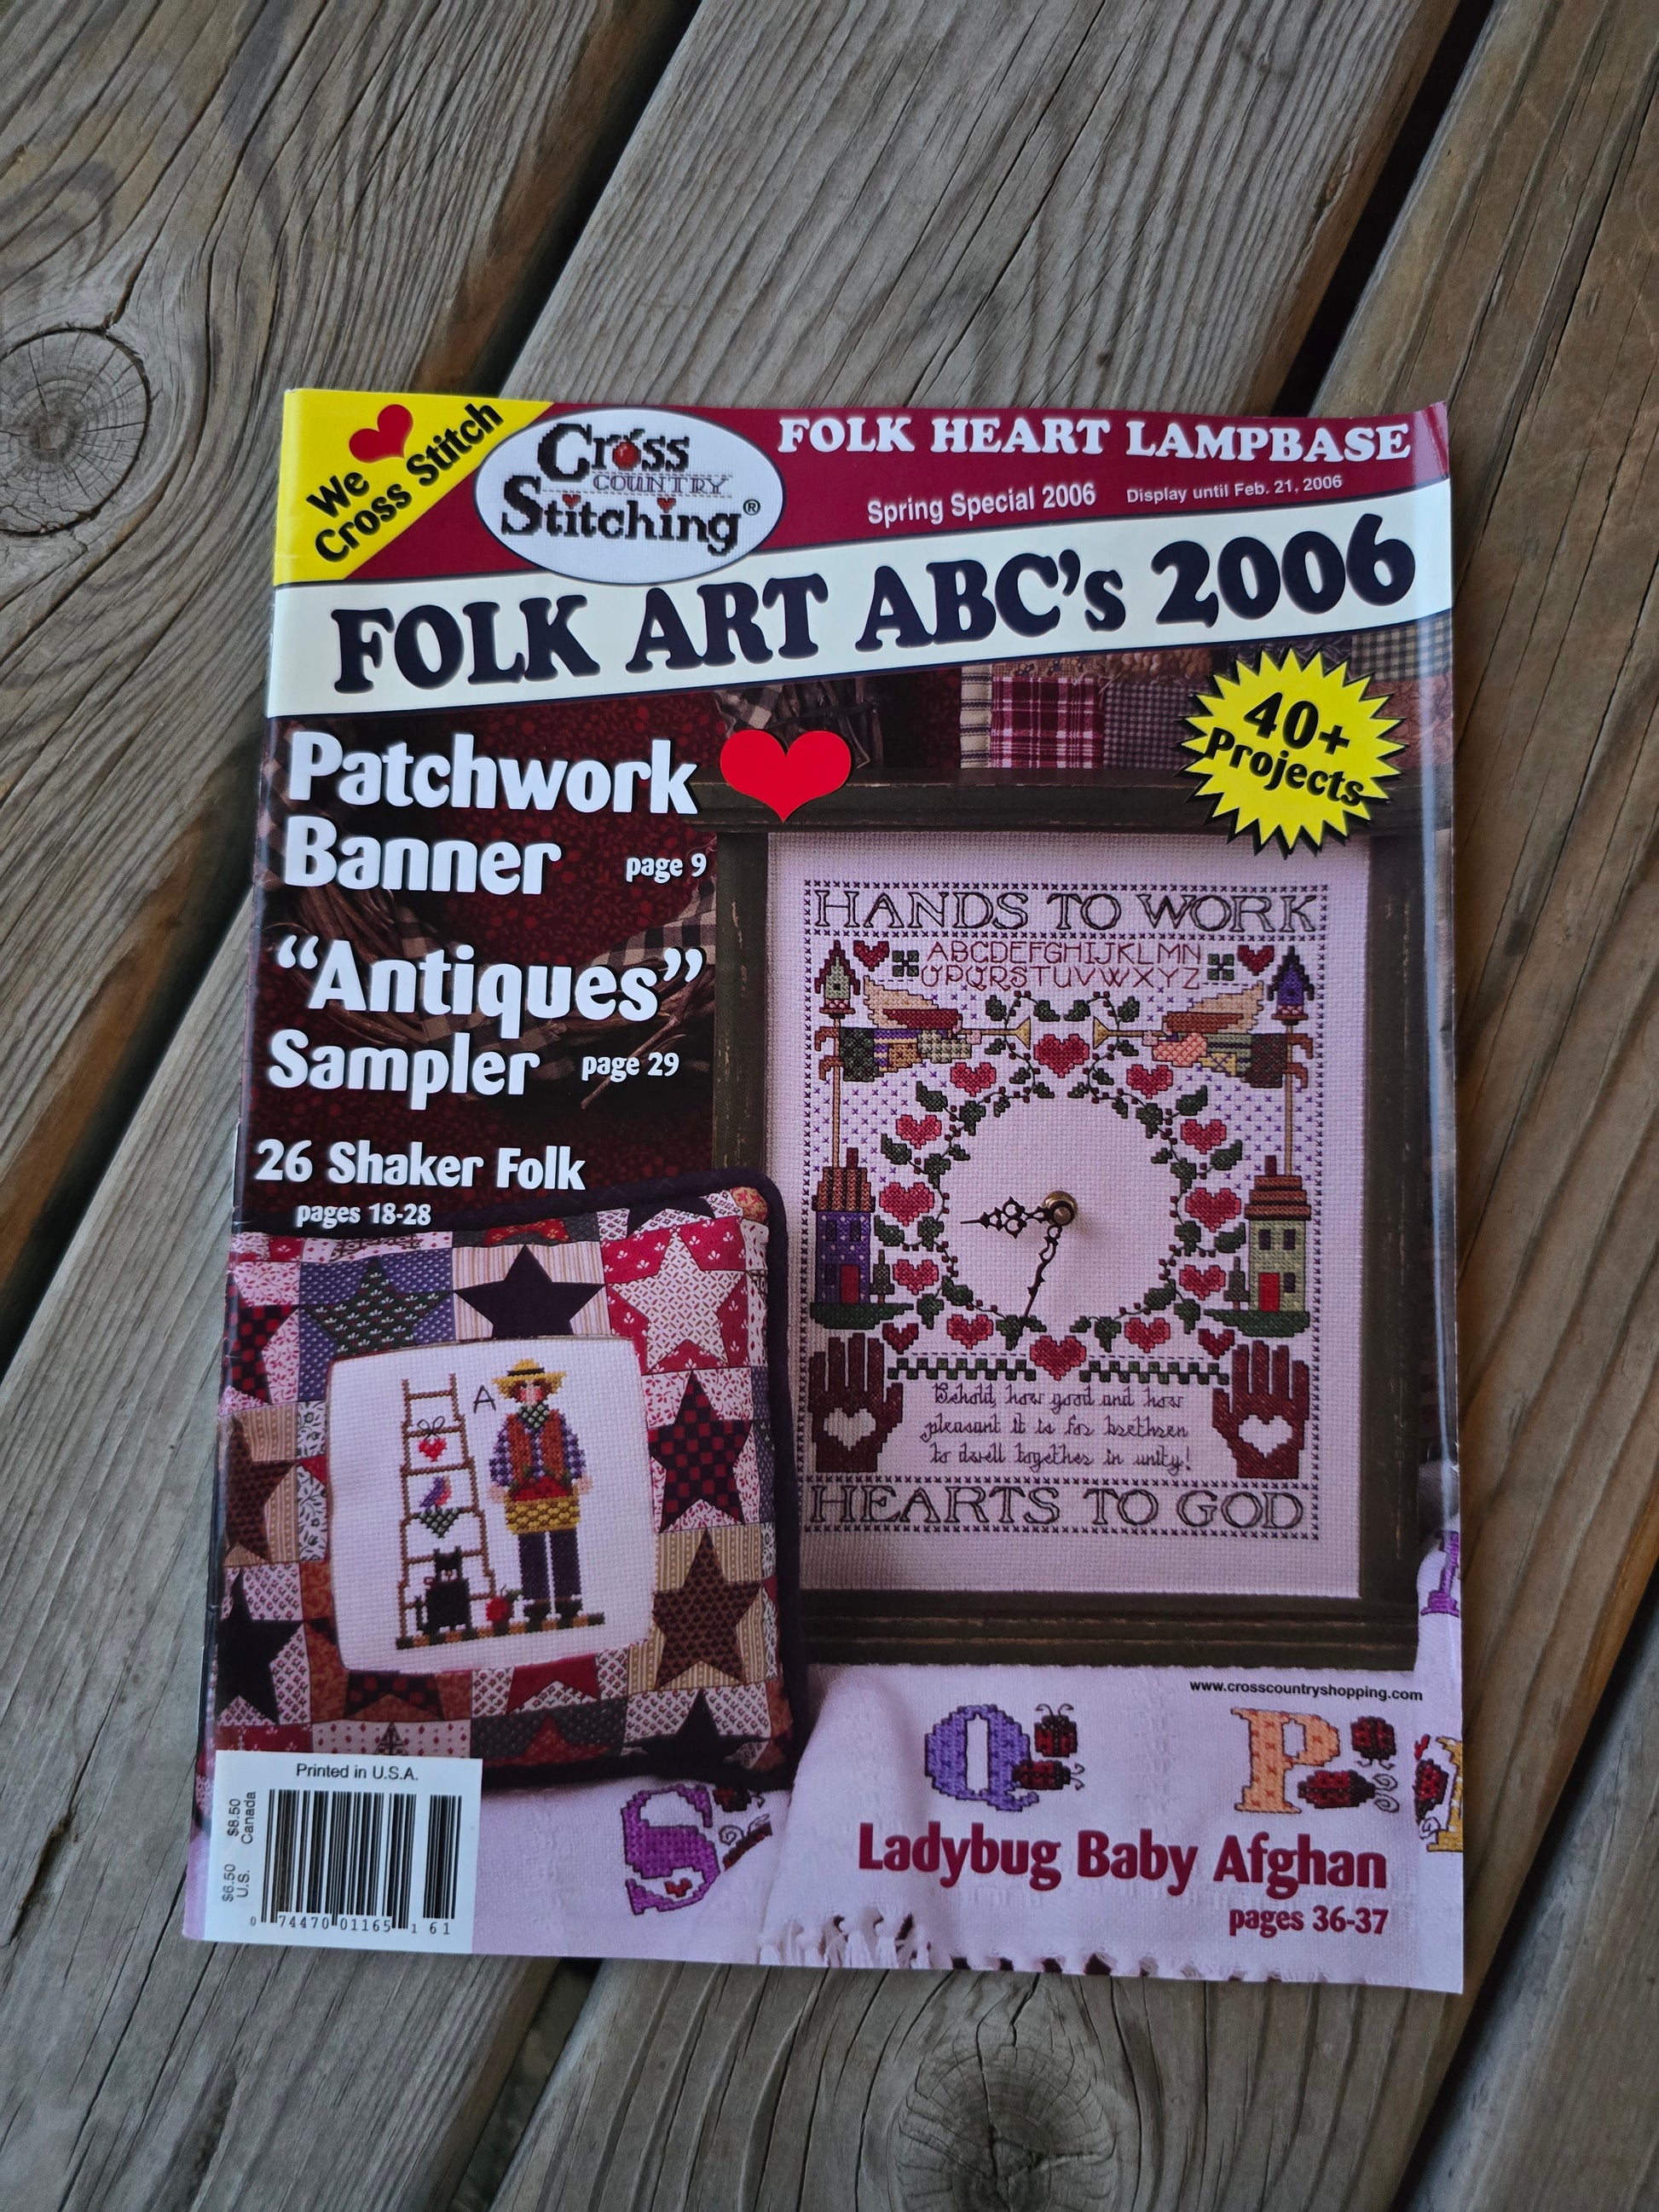 We
Cross Stitch
Cross
COUNTRY
Stitching®
FOLK HEART LAMPBASE
Spring Special 2006 Display until Feb. 21, 2006
FOLK ART ABC's 2006
40+
Projects
Patchwork
Banner page 9
"Antiques"
Sampler page 29
26 Shaker Folk
pages 18-28
HANDS TO WORK
ABCDEFGHIJKLMN
OPQRSTUVWXYZ
Behold, how good and how
pleasant it is for brethren
to dwell together in unity!
HEARTS TO GOD
A
www.crosscountryshopping.com
Q P
S
Ladybug Baby Afghan
pages 36-37
Printed in U.S.A.
$8.50
Canada
$6.50
U.S.
0 74470 01165 1 61